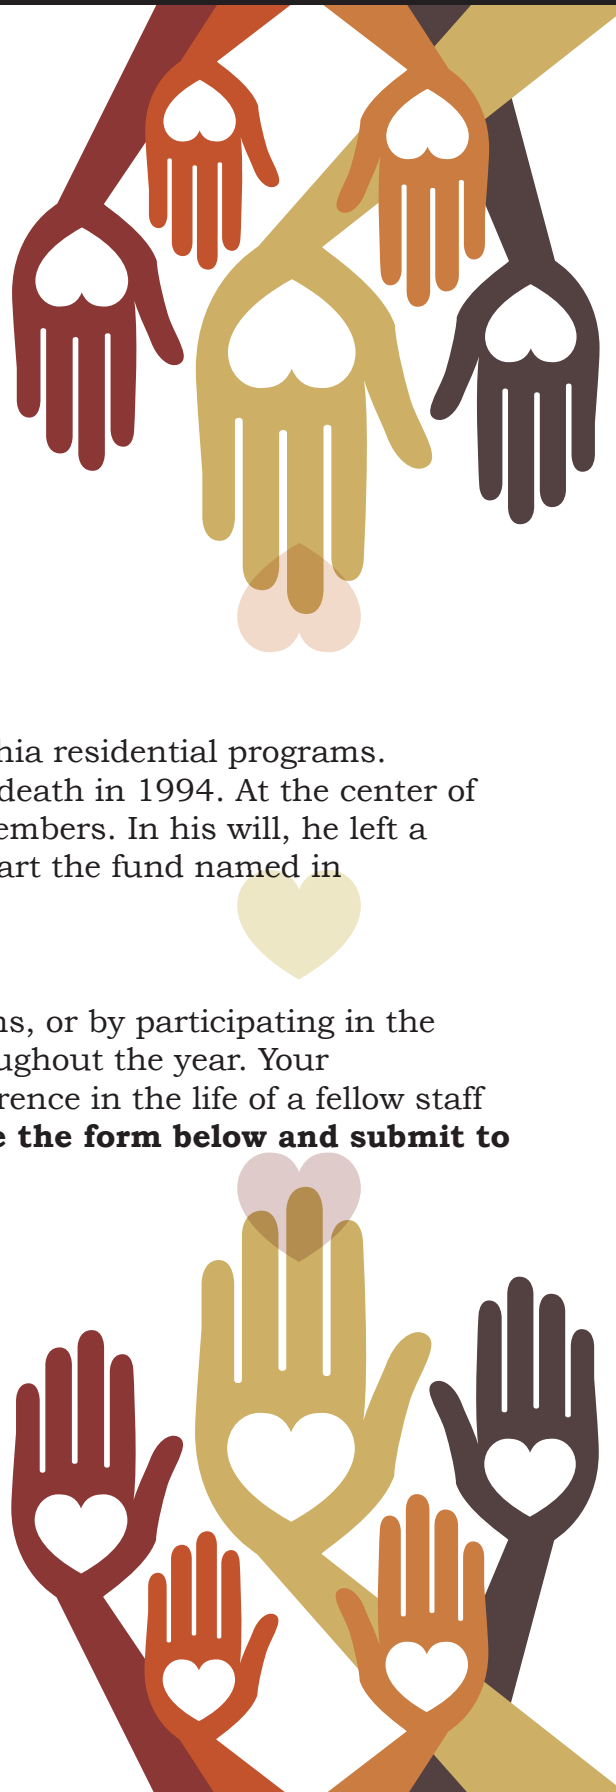 hia residential programs.
death in 1994. At the center of
embers. In his will, he left a
art the fund named in
ns, or by participating in the
ughout the year. Your
rence in the life of a fellow staff
e the form below and submit to